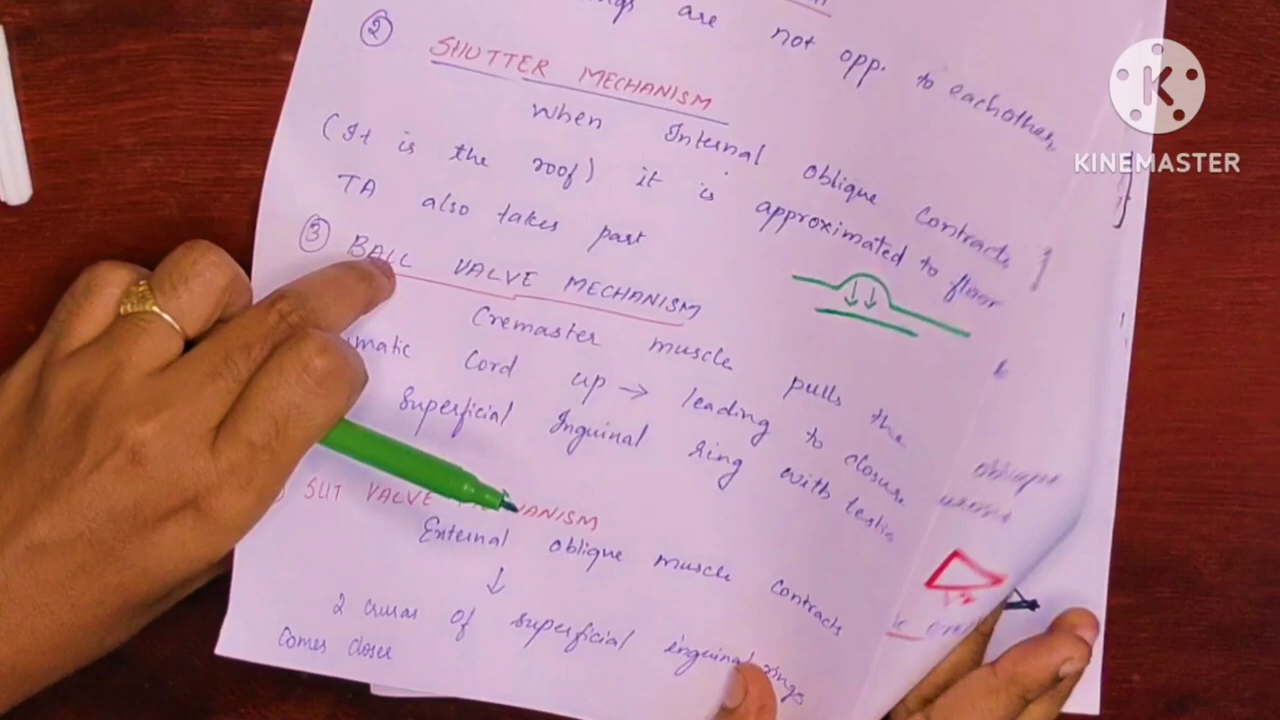 are not opp. to eachother
② SHUTTER MECHANISM
When Internal oblique contracts
(It is the roof) it is approximated to floor
TA also takes part
③ BALL VALVE MECHANISM
Cremaster muscle pulls the
Cord up → leading to closure
Superficial Inguinal ring with testis
SLIT VALVE
External oblique muscle contracts
↓
2 cruras of superficial inguinal rings
comes closer
KINEMASTER